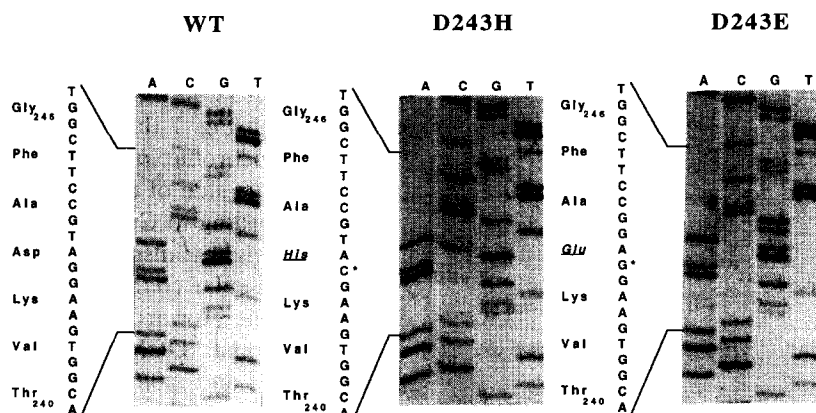 WT
A C G T
Gly246
Phe
Ala
Asp
Lys
Val
Thr240
T
G
G
C
T
T
C
C
G
T
A
G
G
A
A
G
T
G
G
C
A
D243H
A C G T
Gly246
Phe
Ala
His
Lys
Val
Thr240
T
G
G
C
T
T
C
C
G
T
A
C*
G
A
A
G
T
G
G
C
A
D243E
A C G T
Gly246
Phe
Ala
Glu
Lys
Val
Thr240
T
G
G
C
T
T
C
C
G
G
A
G*
G
A
A
G
T
G
G
C
A